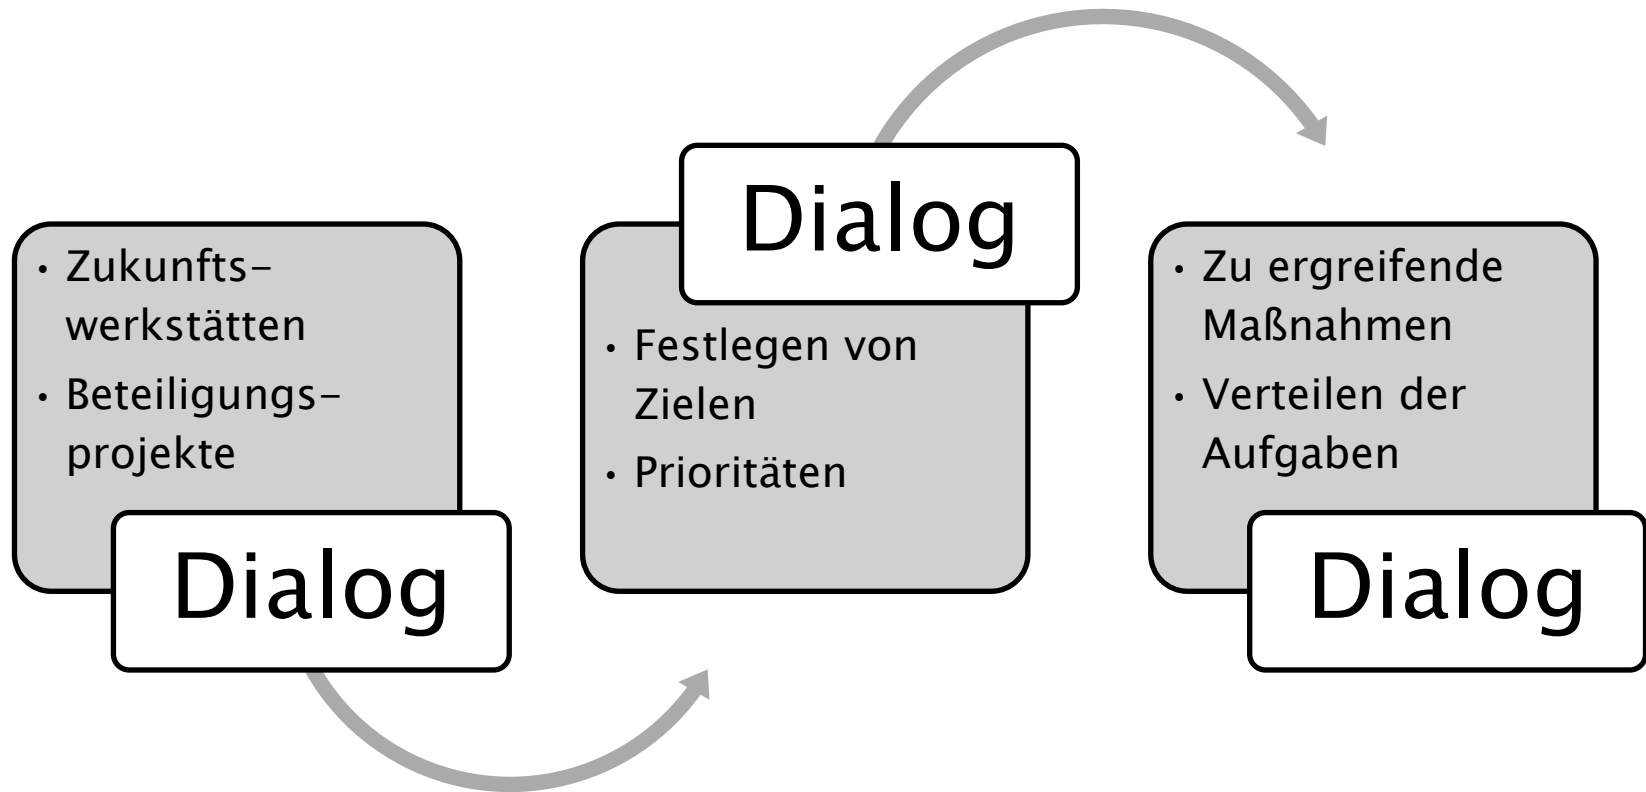 • Zukunfts-
werkstätten
• Beteiligungs-
projekte
Dialog
Dialog
• Festlegen von
Zielen
• Prioritäten
• Zu ergreifende
Maßnahmen
• Verteilen der
Aufgaben
Dialog